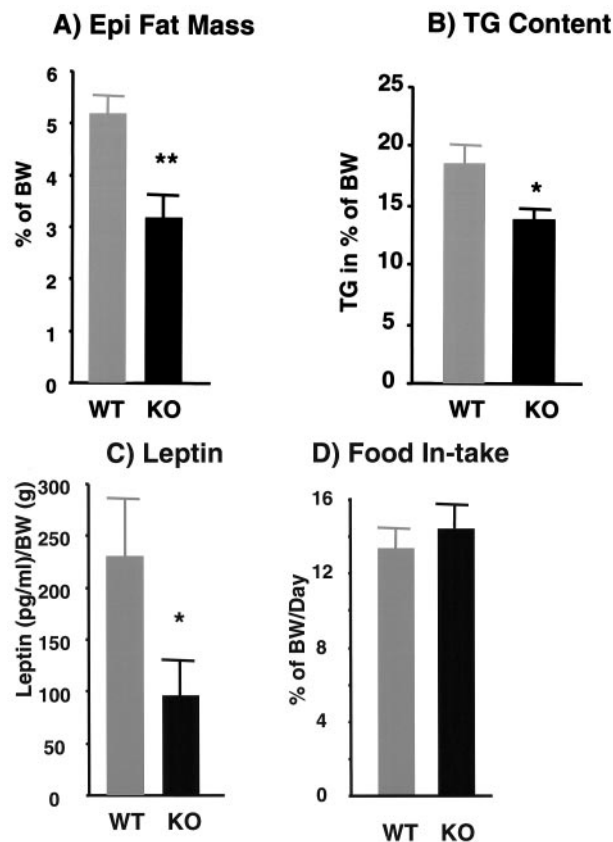 A) Epi Fat Mass
% of BW
6
5
4
3
2
1
0
**
WT KO
B) TG Content
TG in % of BW
25
20
15
10
5
0
*
WT KO
C) Leptin
Leptin (pg/ml)/BW (g)
300
250
200
150
100
50
0
*
WT KO
D) Food In-take
% of BW/Day
16
12
8
4
0
WT KO